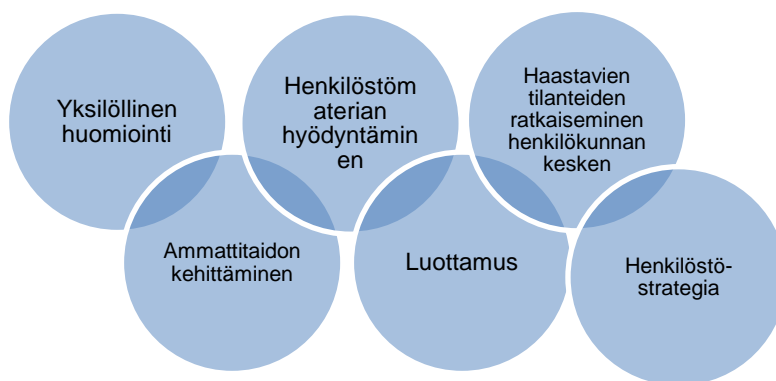 Yksilöllinen
huomiointi
Henkilöstöm
aterian
hyödyntämin
en
Haastavien
tilanteiden
ratkaiseminen
henkilökunnan
kesken
Ammattitaidon
kehittäminen
Luottamus
Henkilöstö-
strategia